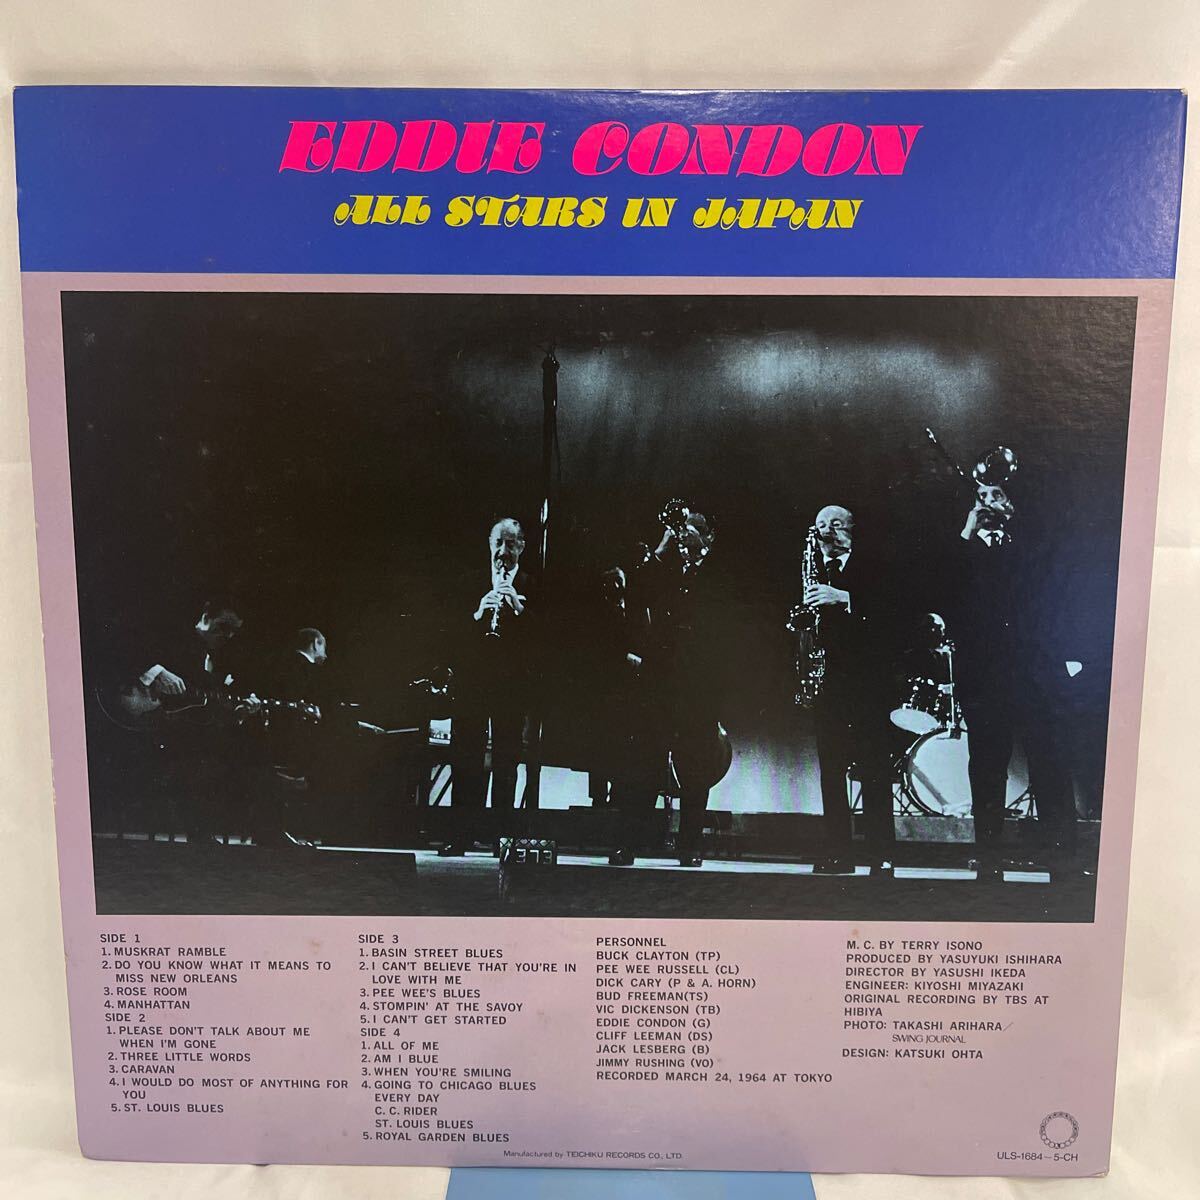 EDDIE CONDON
ALL STARS IN JAPAN
373
SIDE 1
1. MUSKRAT RAMBLE
2. DO YOU KNOW WHAT IT MEANS TO
MISS NEW ORLEANS
3. ROSE ROOM
4. MANHATTAN
SIDE 2
1. PLEASE DON'T TALK ABOUT ME
WHEN I'M GONE
2. THREE LITTLE WORDS
3. CARAVAN
4. I WOULD DO MOST OF ANYTHING FOR
YOU
5. ST. LOUIS BLUES
SIDE 3
1. BASIN STREET BLUES
2. I CAN'T BELIEVE THAT YOU'RE IN
LOVE WITH ME
3. PEE WEE'S BLUES
4. STOMPIN' AT THE SAVOY
5. I CAN'T GET STARTED
SIDE 4
1. ALL OF ME
2. AM I BLUE
3. WHEN YOU'RE SMILING
4. GOING TO CHICAGO BLUES
EVERY DAY
C. C. RIDER
ST. LOUIS BLUES
5. ROYAL GARDEN BLUES
PERSONNEL
BUCK CLAYTON (TP)
PEE WEE RUSSELL (CL)
DICK CARY (P & A. HORN)
BUD FREEMAN(TS)
VIC DICKENSON (TB)
EDDIE CONDON (G)
CLIFF LEEMAN (DS)
JACK LESBERG (B)
JIMMY RUSHING (VO)
RECORDED MARCH 24, 1964 AT TOKYO
M. C. BY TERRY ISONO
PRODUCED BY YASUYUKI ISHIHARA
DIRECTOR BY YASUSHI IKEDA
ENGINEER: KIYOSHI MIYAZAKI
ORIGINAL RECORDING BY TBS AT
HIBIYA
PHOTO: TAKASHI ARIHARA/
SWING JOURNAL
DESIGN: KATSUKI OHTA
Manufactured by TEICHIKU RECORDS CO., LTD.
ULS-1684~5-CH